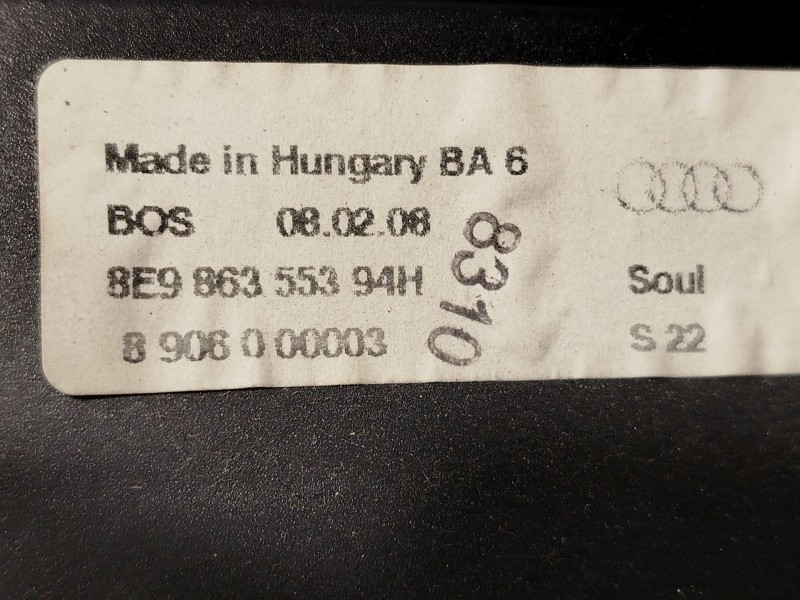 Made in Hungary BA 6
BOS 08.02.08
8E9 863 553 94H
8 906 0 00003
8310
Soul
S 22